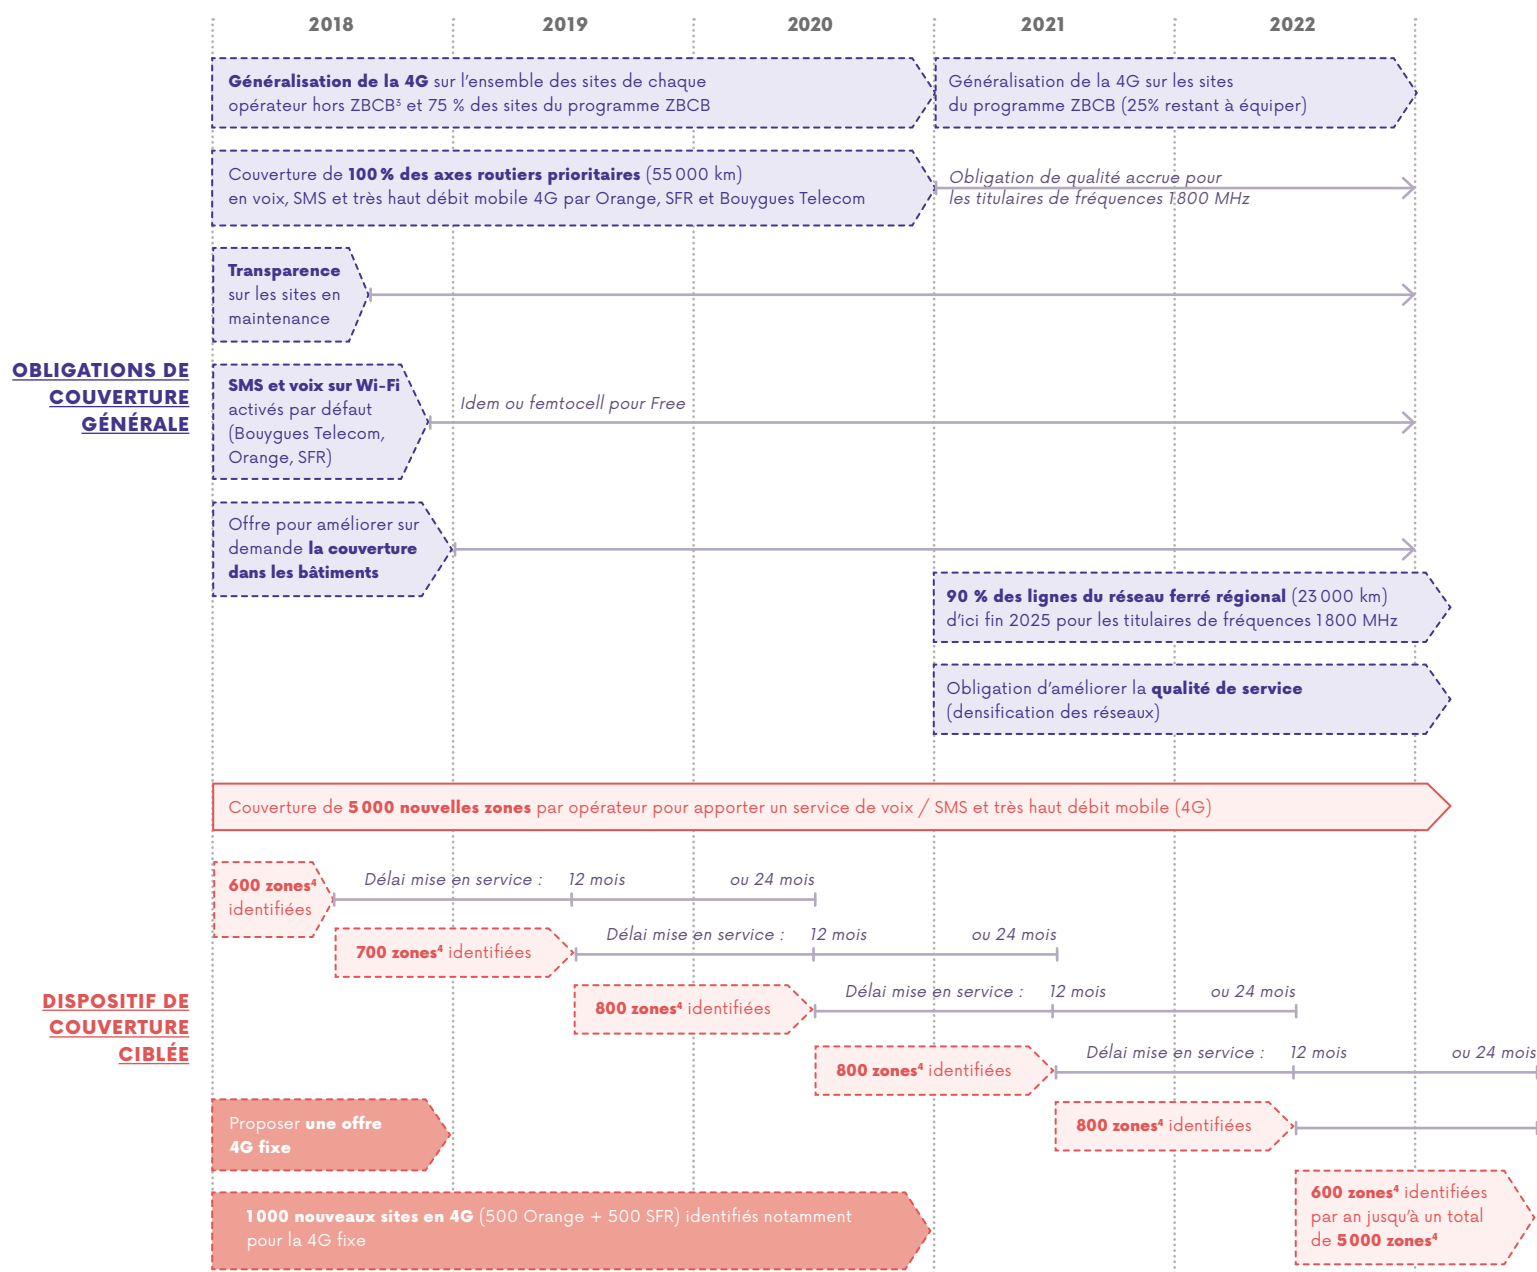 2018 2019 2020 2021 2022
Généralisation de la 4G sur l'ensemble des sites de chaque
opérateur hors ZBCB³ et 75 % des sites du programme ZBCB
Généralisation de la 4G sur les sites
du programme ZBCB (25% restant à équiper)
Couverture de 100 % des axes routiers prioritaires (55 000 km)
en voix, SMS et très haut débit mobile 4G par Orange, SFR et Bouygues Telecom
Obligation de qualité accrue pour
les titulaires de fréquences 1 800 MHz
Transparence
sur les sites en
maintenance
OBLIGATIONS DE
COUVERTURE
GÉNÉRALE
SMS et voix sur Wi-Fi
activés par défaut
(Bouygues Telecom,
Orange, SFR)
Idem ou femtocell pour Free
Offre pour améliorer sur
demande la couverture
dans les bâtiments
90 % des lignes du réseau ferré régional (23 000 km)
d'ici fin 2025 pour les titulaires de fréquences 1 800 MHz
Obligation d'améliorer la qualité de service
(densification des réseaux)
Couverture de 5 000 nouvelles zones par opérateur pour apporter un service de voix / SMS et très haut débit mobile (4G)
600 zones⁴
identifiées
Délai mise en service : 12 mois ou 24 mois
700 zones⁴ identifiées
Délai mise en service : 12 mois ou 24 mois
800 zones⁴ identifiées
Délai mise en service : 12 mois ou 24 mois
DISPOSITIF DE
COUVERTURE
CIBLÉE
800 zones⁴ identifiées
Délai mise en service : 12 mois ou 24 mois
800 zones⁴ identifiées
Proposer une offre
4G fixe
600 zones⁴ identifiées
par an jusqu'à un total
de 5 000 zones⁴
1 000 nouveaux sites en 4G (500 Orange + 500 SFR) identifiés notamment
pour la 4G fixe